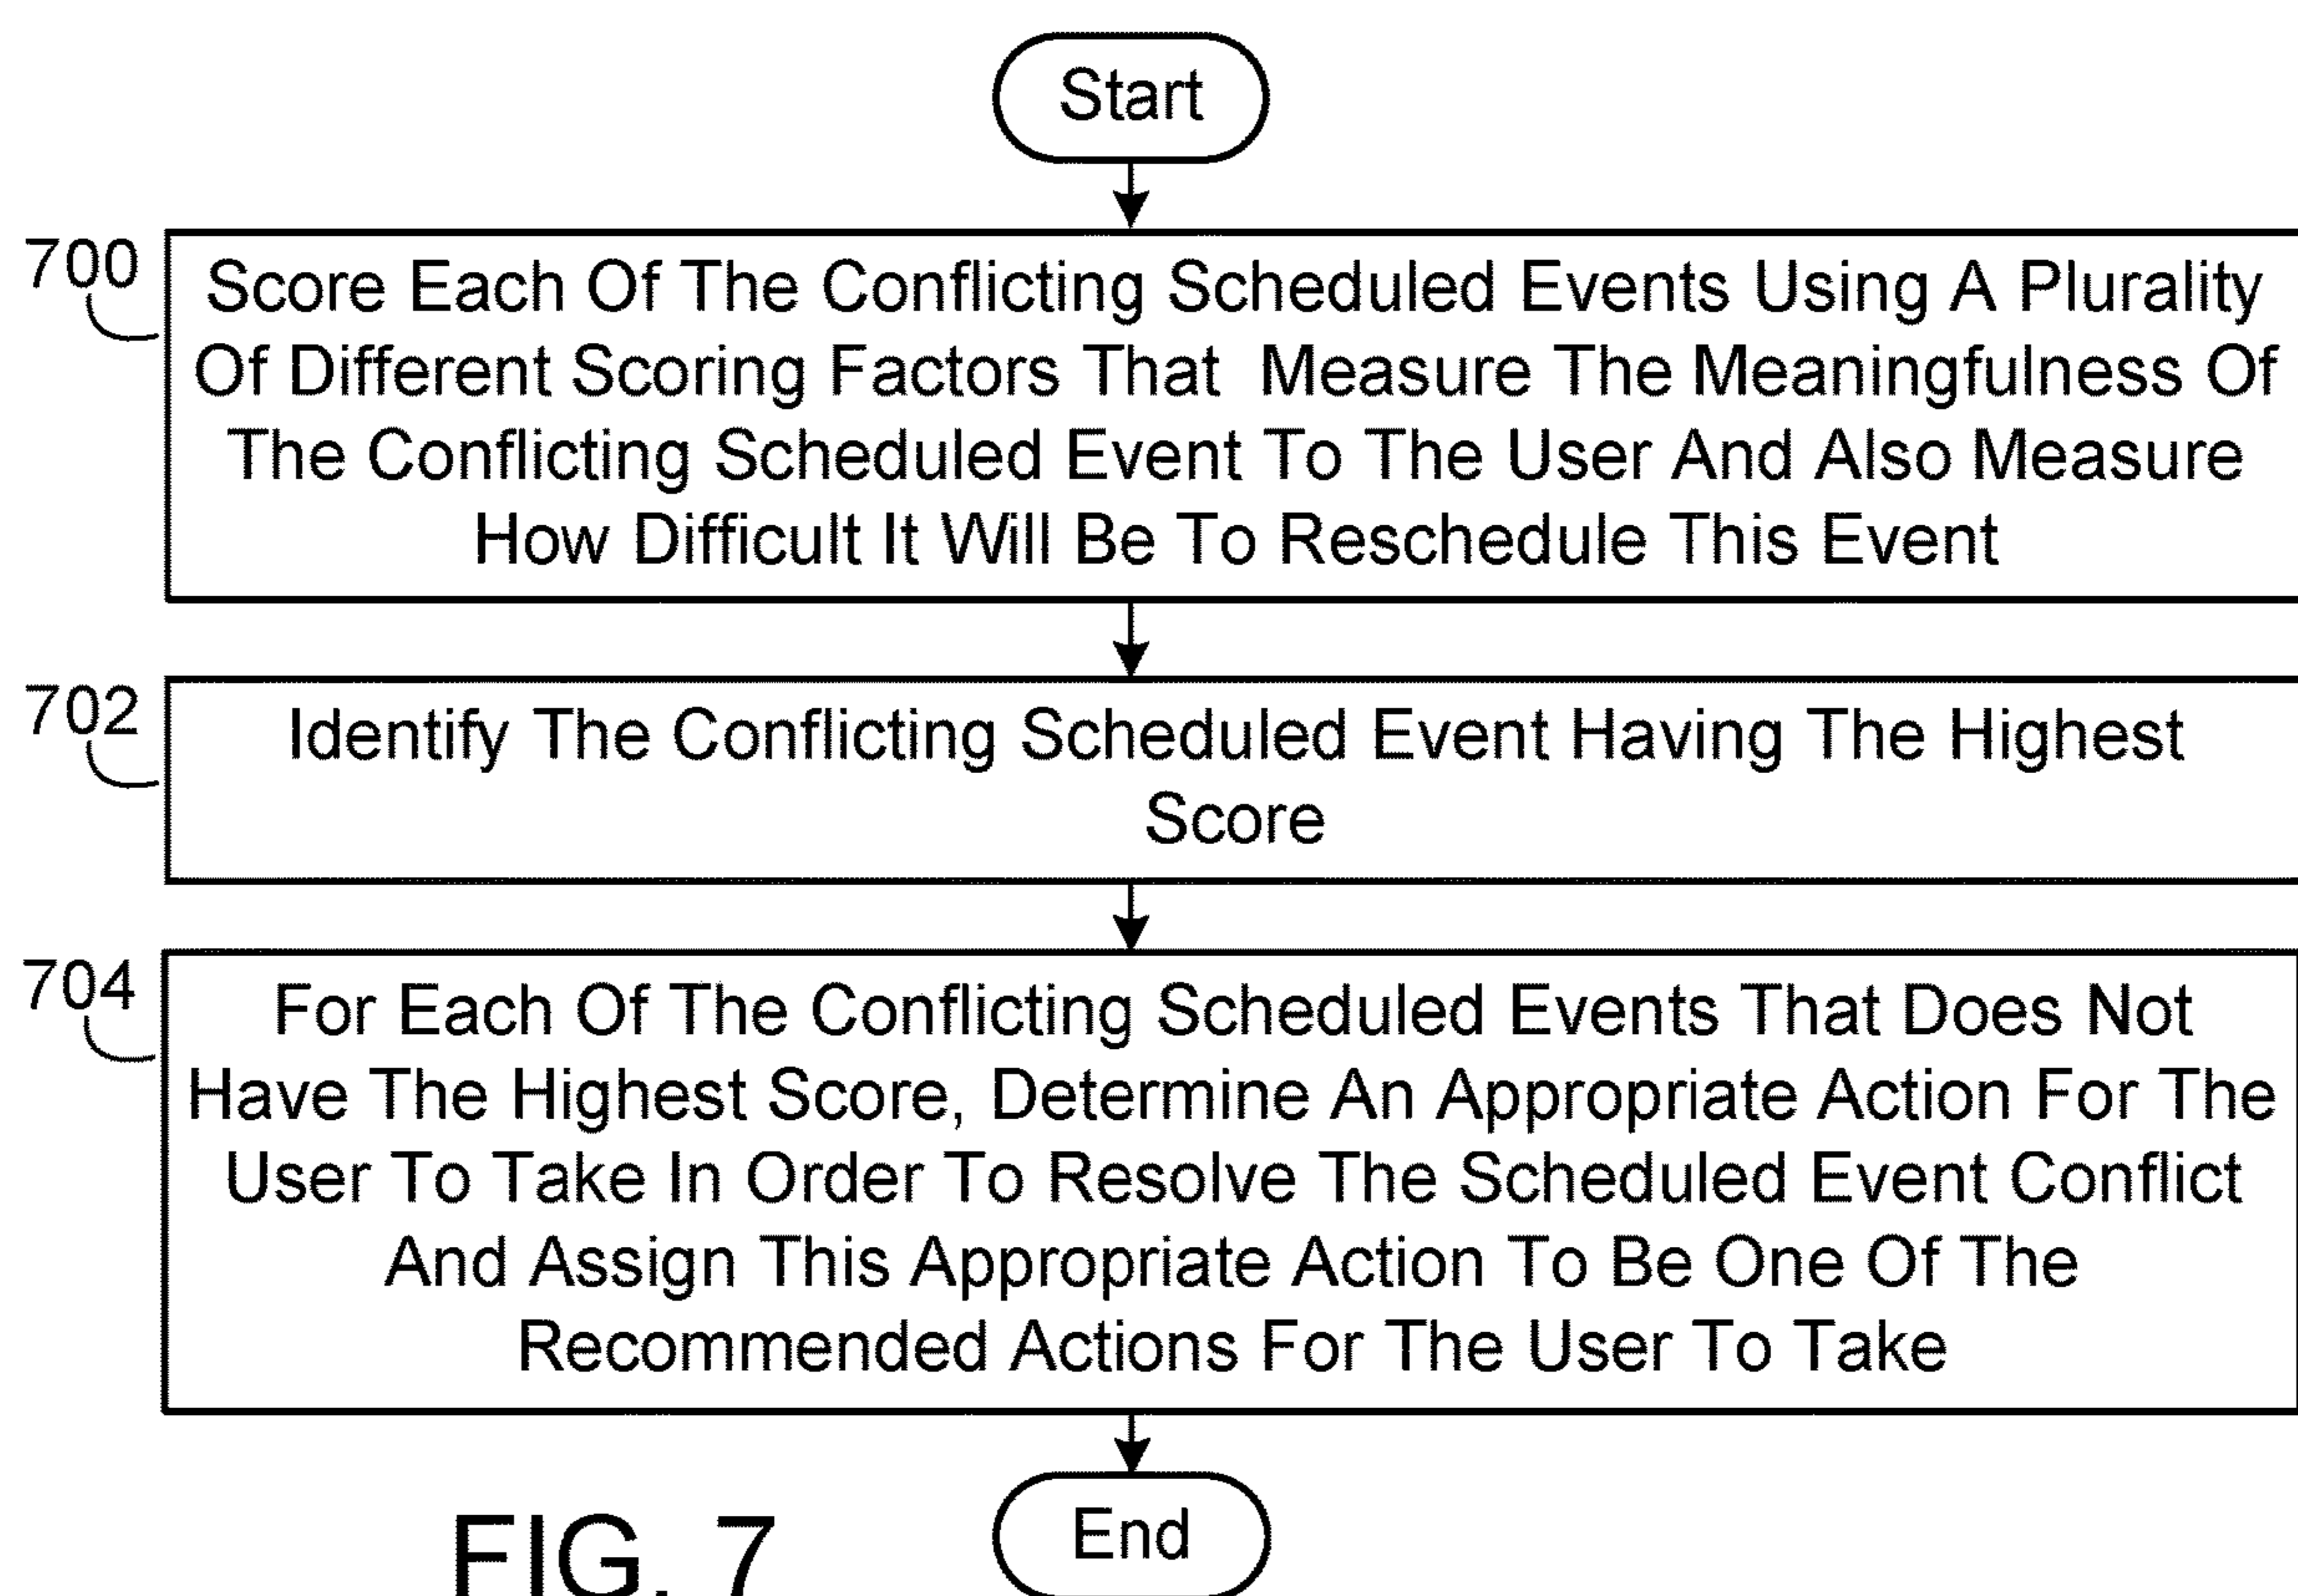 Start
700
Score Each Of The Conflicting Scheduled Events Using A Plurality
Of Different Scoring Factors That Measure The Meaningfulness Of
The Conflicting Scheduled Event To The User And Also Measure
How Difficult It Will Be To Reschedule This Event
702
Identify The Conflicting Scheduled Event Having The Highest
Score
704
For Each Of The Conflicting Scheduled Events That Does Not
Have The Highest Score, Determine An Appropriate Action For The
User To Take In Order To Resolve The Scheduled Event Conflict
And Assign This Appropriate Action To Be One Of The
Recommended Actions For The User To Take
End
FIG. 7